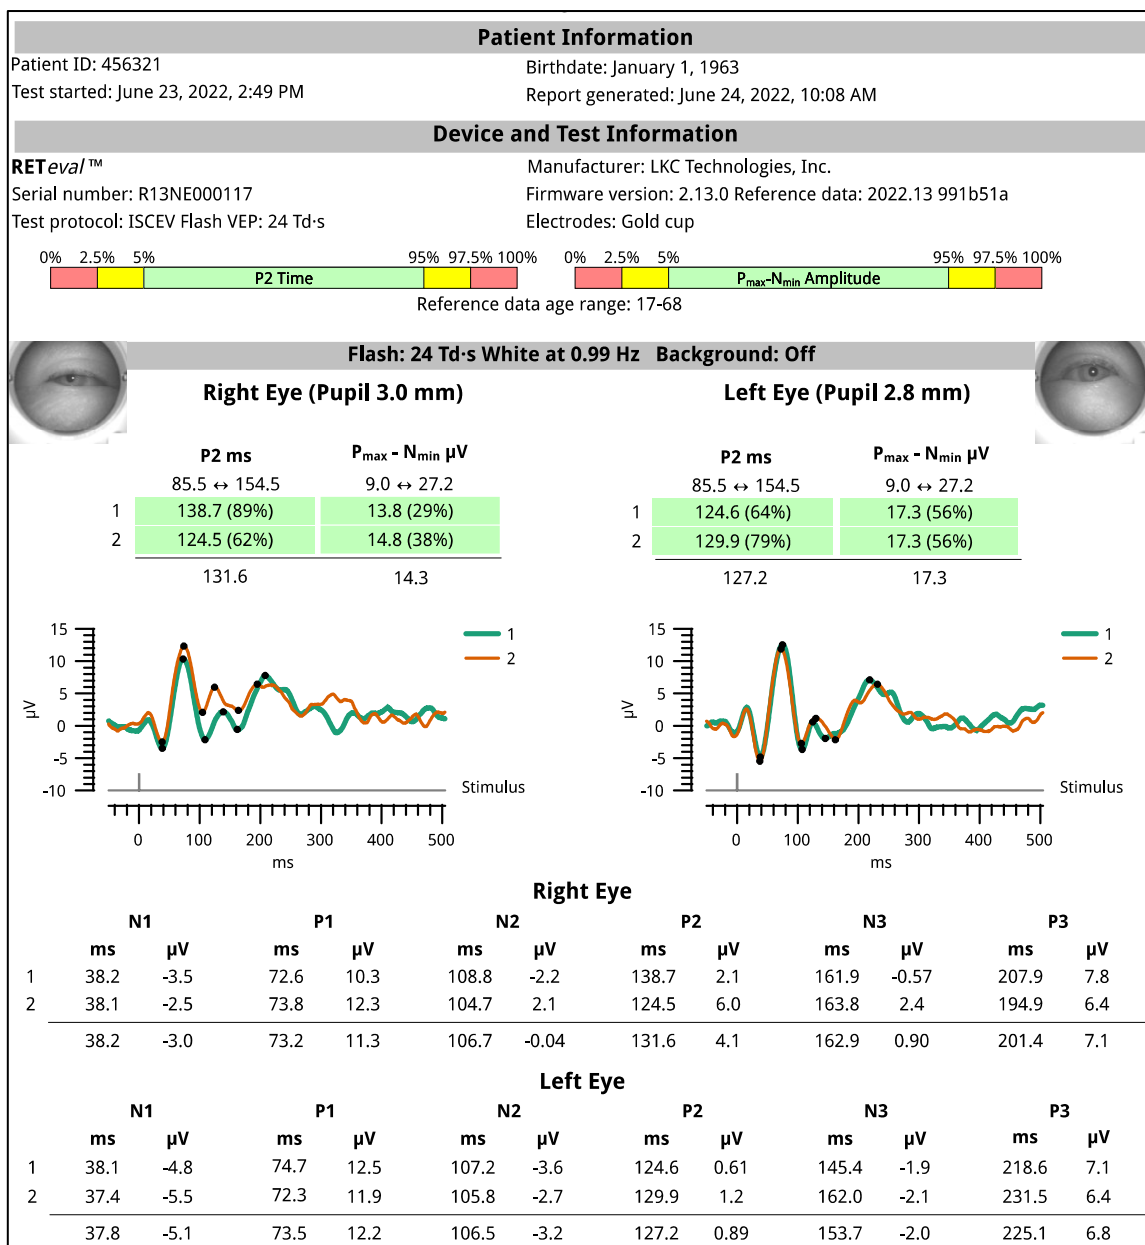 Patient Information
Patient ID: 456321 Birthdate: January 1, 1963
Test started: June 23, 2022, 2:49 PM Report generated: June 24, 2022, 10:08 AM
Device and Test Information
RETeval ™ Manufacturer: LKC Technologies, Inc.
Serial number: R13NE000117 Firmware version: 2.13.0 Reference data: 2022.13 991b51a
Test protocol: ISCEV Flash VEP: 24 Td·s Electrodes: Gold cup
0% 2.5% 5% 95% 97.5% 100% 0% 2.5% 5% 95% 97.5% 100%
P2 Time Pmax-Nmin Amplitude
Reference data age range: 17-68
Flash: 24 Td·s White at 0.99 Hz Background: Off
Right Eye (Pupil 3.0 mm) Left Eye (Pupil 2.8 mm)
P2 ms Pmax - Nmin µV P2 ms Pmax - Nmin µV
85.5 ↔ 154.5 9.0 ↔ 27.2 85.5 ↔ 154.5 9.0 ↔ 27.2
1 138.7 (89%) 13.8 (29%) 1 124.6 (64%) 17.3 (56%)
2 124.5 (62%) 14.8 (38%) 2 129.9 (79%) 17.3 (56%)
131.6 14.3 127.2 17.3
15 1 15 1
10 2 10 2
5 5
µV 0 µV 0
-5 -5
-10 Stimulus -10 Stimulus
0 100 200 300 400 500 0 100 200 300 400 500
ms ms
Right Eye
N1 P1 N2 P2 N3 P3
ms µV ms µV ms µV ms µV ms µV ms µV
1 38.2 -3.5 72.6 10.3 108.8 -2.2 138.7 2.1 161.9 -0.57 207.9 7.8
2 38.1 -2.5 73.8 12.3 104.7 2.1 124.5 6.0 163.8 2.4 194.9 6.4
38.2 -3.0 73.2 11.3 106.7 -0.04 131.6 4.1 162.9 0.90 201.4 7.1
Left Eye
N1 P1 N2 P2 N3 P3
ms µV ms µV ms µV ms µV ms µV ms µV
1 38.1 -4.8 74.7 12.5 107.2 -3.6 124.6 0.61 145.4 -1.9 218.6 7.1
2 37.4 -5.5 72.3 11.9 105.8 -2.7 129.9 1.2 162.0 -2.1 231.5 6.4
37.8 -5.1 73.5 12.2 106.5 -3.2 127.2 0.89 153.7 -2.0 225.1 6.8